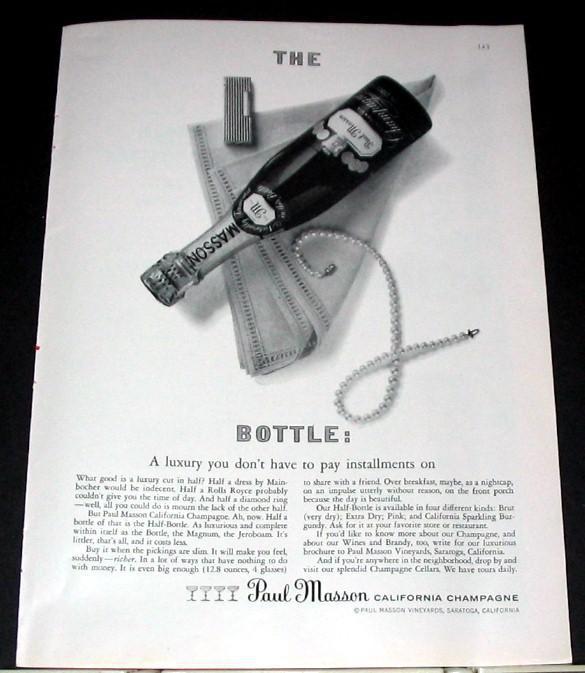 THE
143
Champagne
Paul Masson
M
MASSON
BOTTLE:
A luxury you don't have to pay installments on
What good is a luxury cut in half? Half a dress by Main-
bocher would be indecent. Half a Rolls Royce probably
couldn't give you the time of day. And half a diamond ring
—well, all you could do is mourn the lack of the other half.
But Paul Masson California Champagne. Ah, now. Half a
bottle of that is the Half-Bottle. As luxurious and complete
within itself as the Bottle, the Magnum, the Jeroboam. It's
littler, that's all, and it costs less.
Buy it when the pickings are slim. It will make you feel,
suddenly—richer. In a lot of ways that have nothing to do
with money. It is even big enough (12.8 ounces, 4 glasses)
to share with a friend. Over breakfast, maybe, as a nightcap,
on an impulse utterly without reason, on the front porch
because the day is beautiful.
Our Half-Bottle is available in four different kinds: Brut
(very dry); Extra Dry; Pink; and California Sparkling Bur-
gundy. Ask for it at your favorite store or restaurant.
If you'd like to know more about our Champagne, and
about our Wines and Brandy, too, write for our luxurious
brochure to Paul Masson Vineyards, Saratoga, California.
And if you're anywhere in the neighborhood, drop by and
visit our splendid Champagne Cellars. We have tours daily.
Paul Masson CALIFORNIA CHAMPAGNE
©PAUL MASSON VINEYARDS, SARATOGA, CALIFORNIA